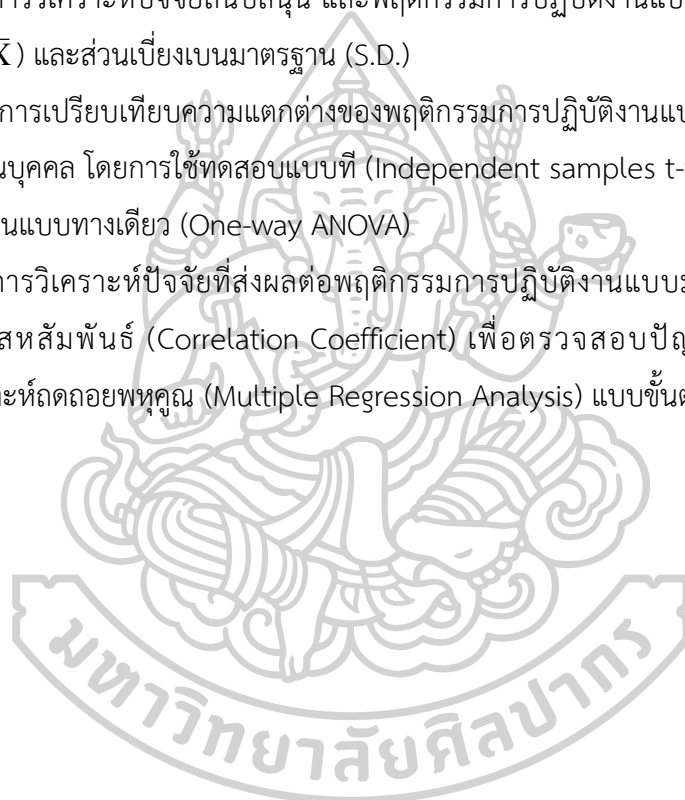 การวิเคราะห์ปัจจัยสนับสนุน และพฤติกรรมการปฏิบัติงานแบบ
X̄ ) และส่วนเบี่ยงเบนมาตรฐาน (S.D.)
การเปรียบเทียบความแตกต่างของพฤติกรรมการปฏิบัติงานแบ
นบุคคล โดยการใช้ทดสอบแบบที (Independent samples t-
นแบบทางเดียว (One-way ANOVA)
การวิเคราะห์ปัจจัยที่ส่งผลต่อพฤติกรรมการปฏิบัติงานแบบ
สหสัมพันธ์ (Correlation Coefficient) เพื่อตรวจสอบปัญ
ะห์ถดถอยพหุคูณ (Multiple Regression Analysis) แบบขั้นต
มหาวิทยาลัยศิลปากร